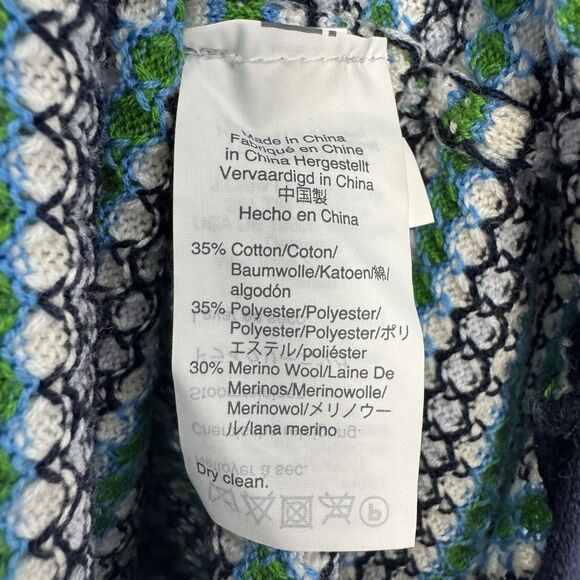 Made in China
Fabriqué en Chine
in China Hergestellt
Vervaardigd in China
中国製
Hecho en China
35% Cotton/Coton/
Baumwolle/Katoen/綿/
algodón
35% Polyester/Polyester/
Polyester/Polyester/ポリ
エステル/poliéster
30% Merino Wool/Laine De
Merinos/Merinowolle/
Merinowol/メリノウー
ル/lana merino
Dry clean.
Nettoyer à sec.